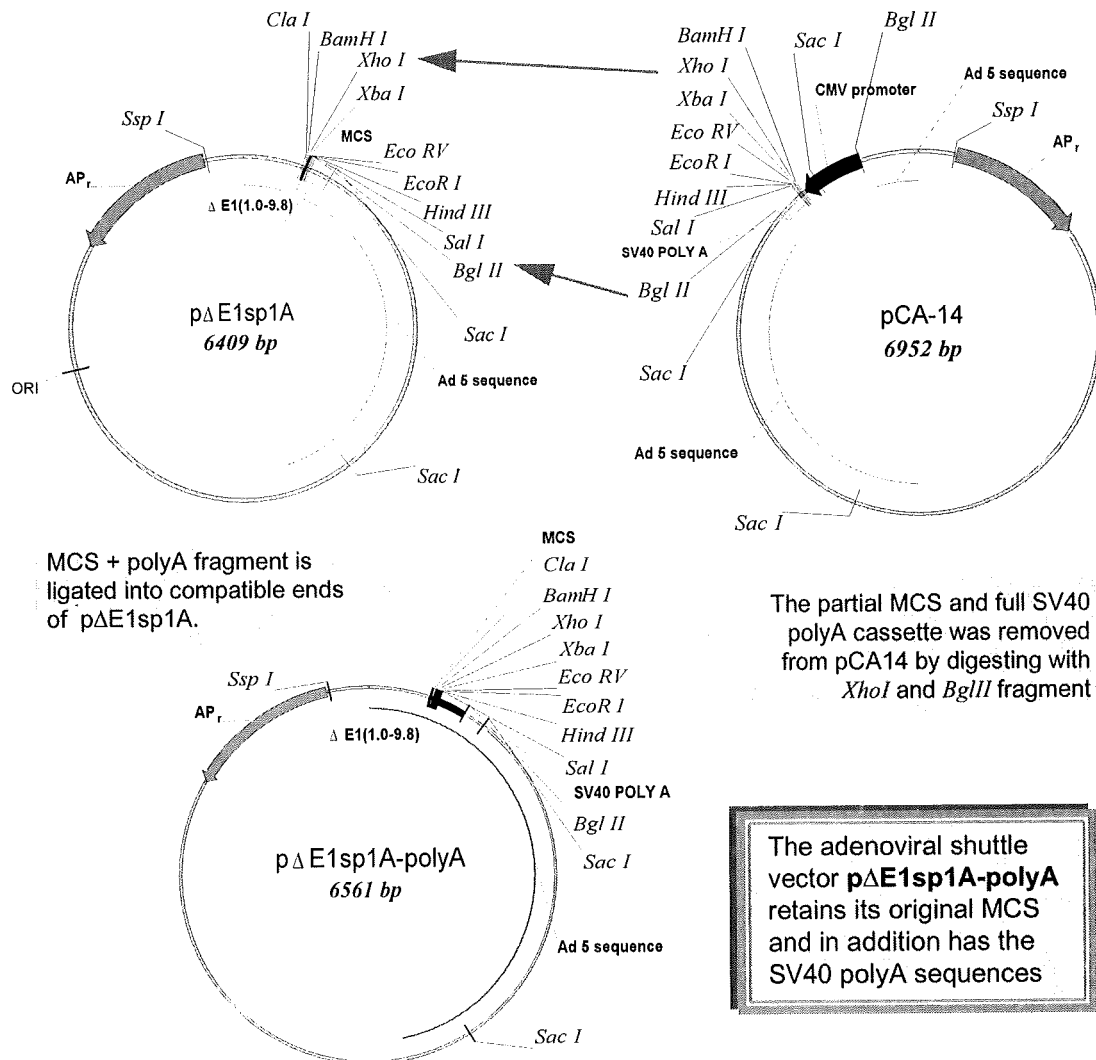 Cla I
BamH I
Xho I
Xba I
MCS
Eco RV
EcoR I
Hind III
Sal I
Bgl II
Sac I
Ssp I
APr
Δ E1(1.0-9.8)
pΔE1sp1A
6409 bp
ORI
Ad 5 sequence
Sac I
BamH I
Xho I
Xba I
Eco RV
EcoR I
Hind III
Sal I
SV40 POLY A
Bgl II
Sac I
Sac I
CMV promoter
Bgl II
Ad 5 sequence
Ssp I
APr
pCA-14
6952 bp
Ad 5 sequence
Sac I
MCS + polyA fragment is
ligated into compatible ends
of pΔE1sp1A.
The partial MCS and full SV40
polyA cassette was removed
from pCA14 by digesting with
XhoI and BglII fragment
MCS
Cla I
BamH I
Xho I
Xba I
Eco RV
EcoR I
Hind III
Sal I
SV40 POLY A
Bgl II
Sac I
Ssp I
APr
Δ E1(1.0-9.8)
pΔE1sp1A-polyA
6561 bp
Ad 5 sequence
Sac I
The adenoviral shuttle
vector pΔE1sp1A-polyA
retains its original MCS
and in addition has the
SV40 polyA sequences